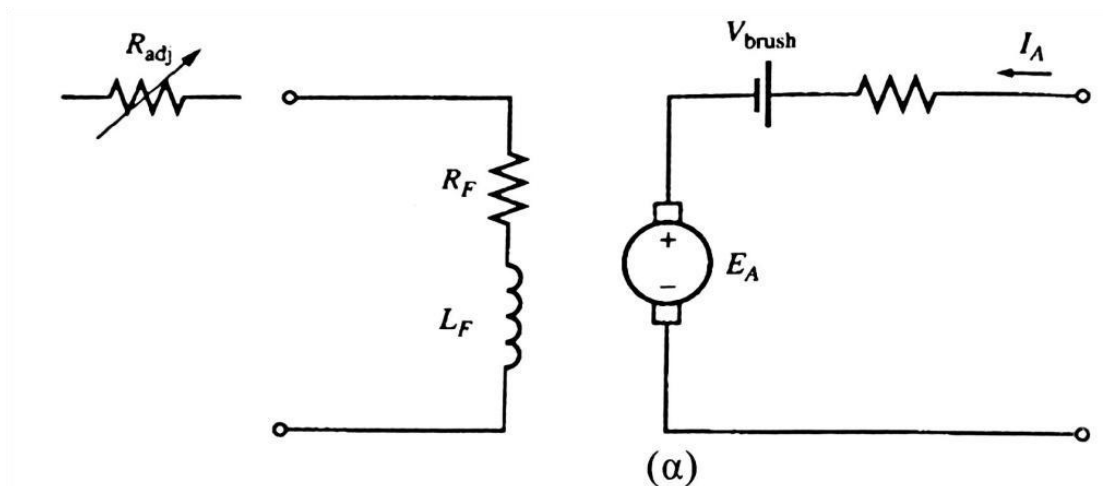 R_adj
V_brush
I_A
R_F
+
E_A
−
L_F
(α)